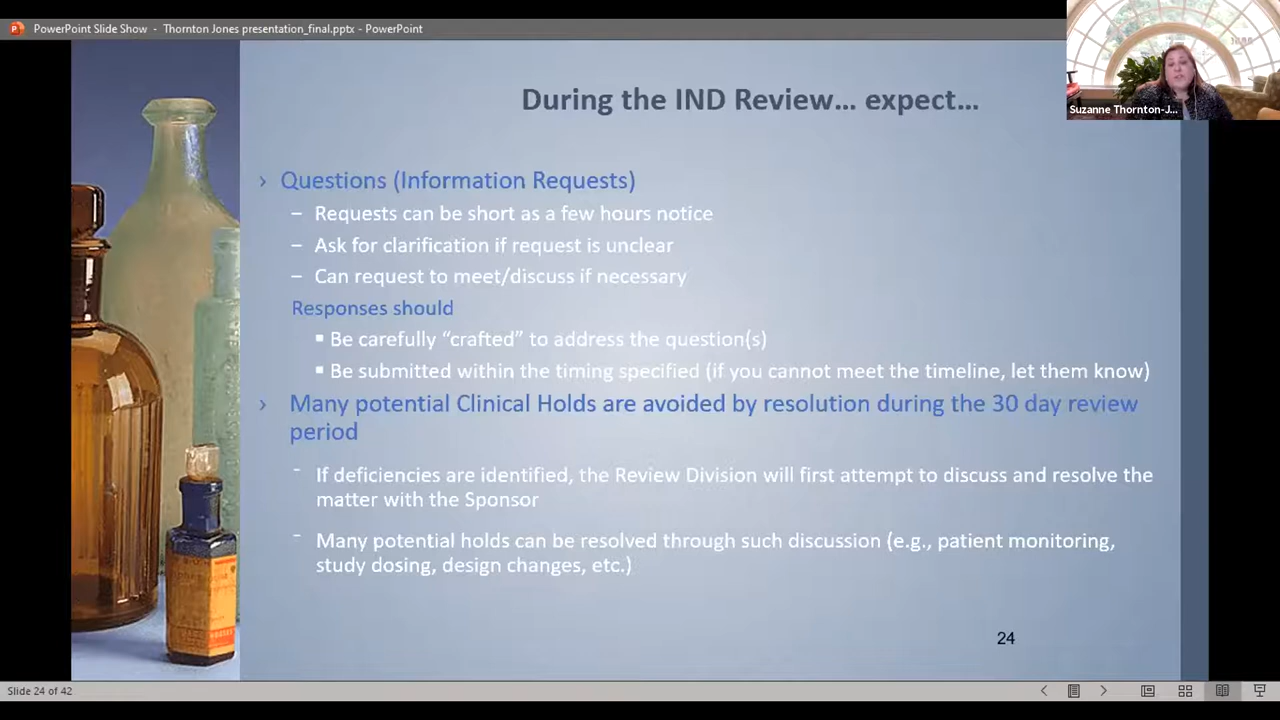 PowerPoint Slide Show - Thornton Jones presentation_final.pptx - PowerPoint
Suzanne Thornton-J...
During the IND Review... expect...
› Questions (Information Requests)
– Requests can be short as a few hours notice
– Ask for clarification if request is unclear
– Can request to meet/discuss if necessary
Responses should
▪ Be carefully “crafted” to address the question(s)
▪ Be submitted within the timing specified (if you cannot meet the timeline, let them know)
› Many potential Clinical Holds are avoided by resolution during the 30 day review
period
- If deficiencies are identified, the Review Division will first attempt to discuss and resolve the
matter with the Sponsor
- Many potential holds can be resolved through such discussion (e.g., patient monitoring,
study dosing, design changes, etc.)
24
Slide 24 of 42